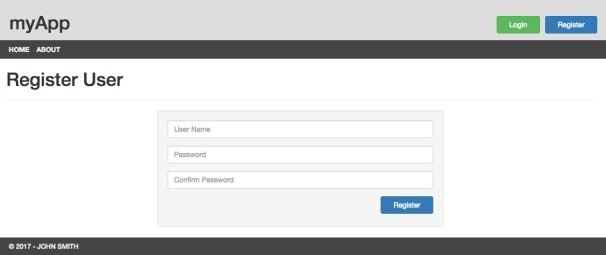 myApp
Login Register
HOME ABOUT
Register User
User Name
Password
Confirm Password
Register
© 2017 - JOHN SMITH